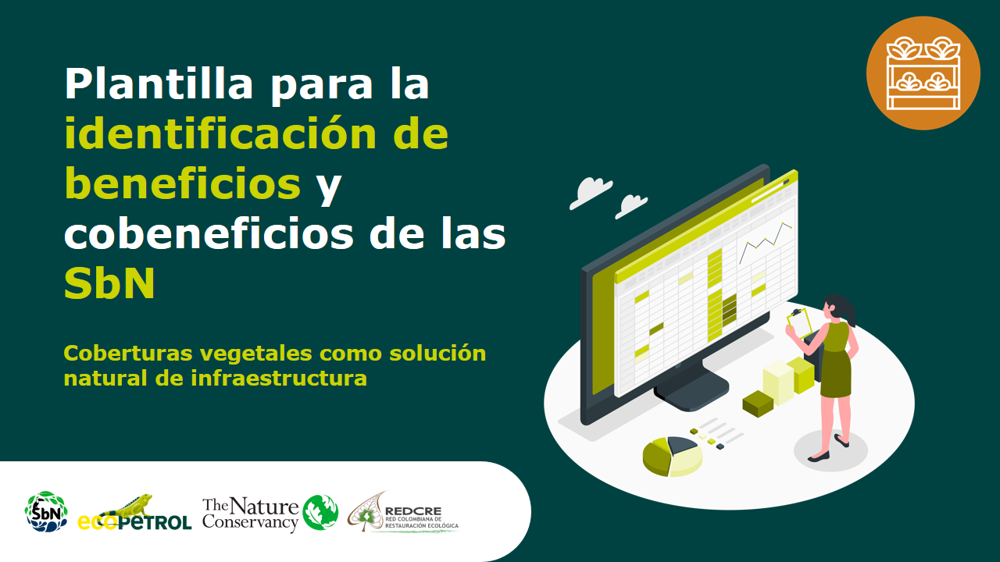 Plantilla para la
identificación de
beneficios y
cobeneficios de las
SbN
Coberturas vegetales como solución
natural de infraestructura
SbN
ecoPETROL
The Nature
Conservancy
REDCRE
RED COLOMBIANA DE
RESTAURACIÓN ECOLÓGICA